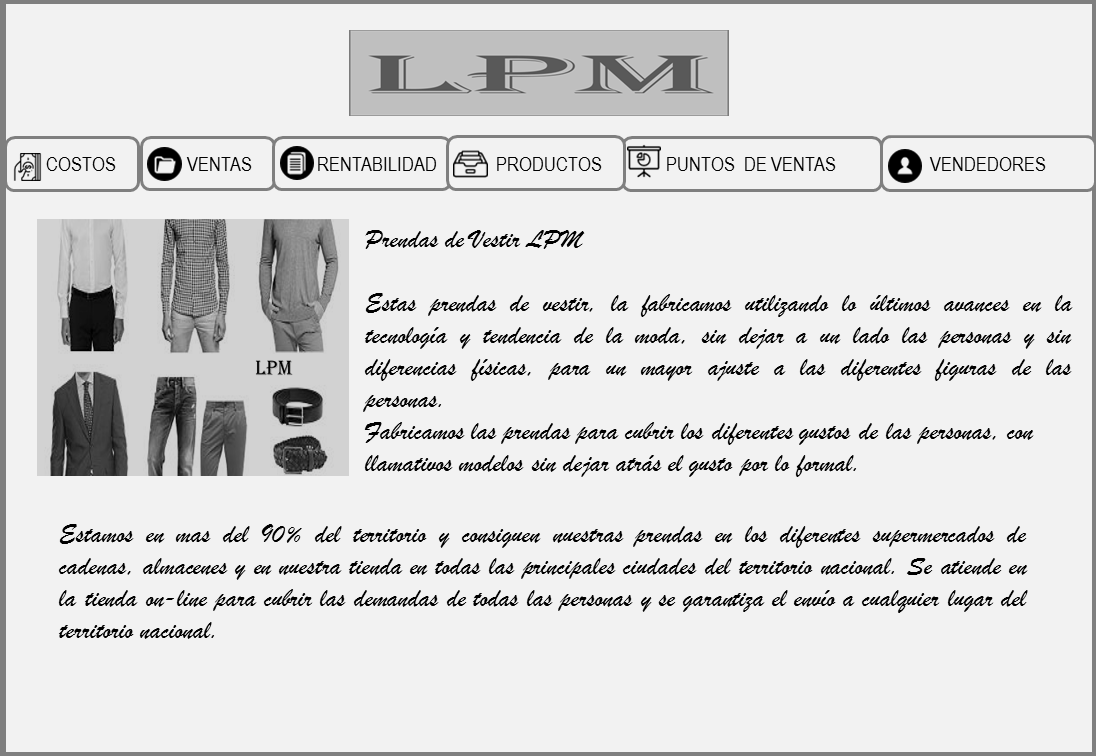 LPM
COSTOS
VENTAS
RENTABILIDAD
PRODUCTOS
PUNTOS DE VENTAS
VENDEDORES
LPM
Prendas de Vestir LPM
Estas prendas de vestir, la fabricamos utilizando lo últimos avances en la
tecnología y tendencia de la moda, sin dejar a un lado las personas y sin
diferencias físicas, para un mayor ajuste a las diferentes figuras de las
personas.
Fabricamos las prendas para cubrir los diferentes gustos de las personas, con
llamativos modelos sin dejar atrás el gusto por lo formal.
Estamos en mas del 90% del territorio y consiguen nuestras prendas en los diferentes supermercados de
cadenas, almacenes y en nuestra tienda en todas las principales ciudades del territorio nacional. Se atiende en
la tienda on-line para cubrir las demandas de todas las personas y se garantiza el envío a cualquier lugar del
territorio nacional.